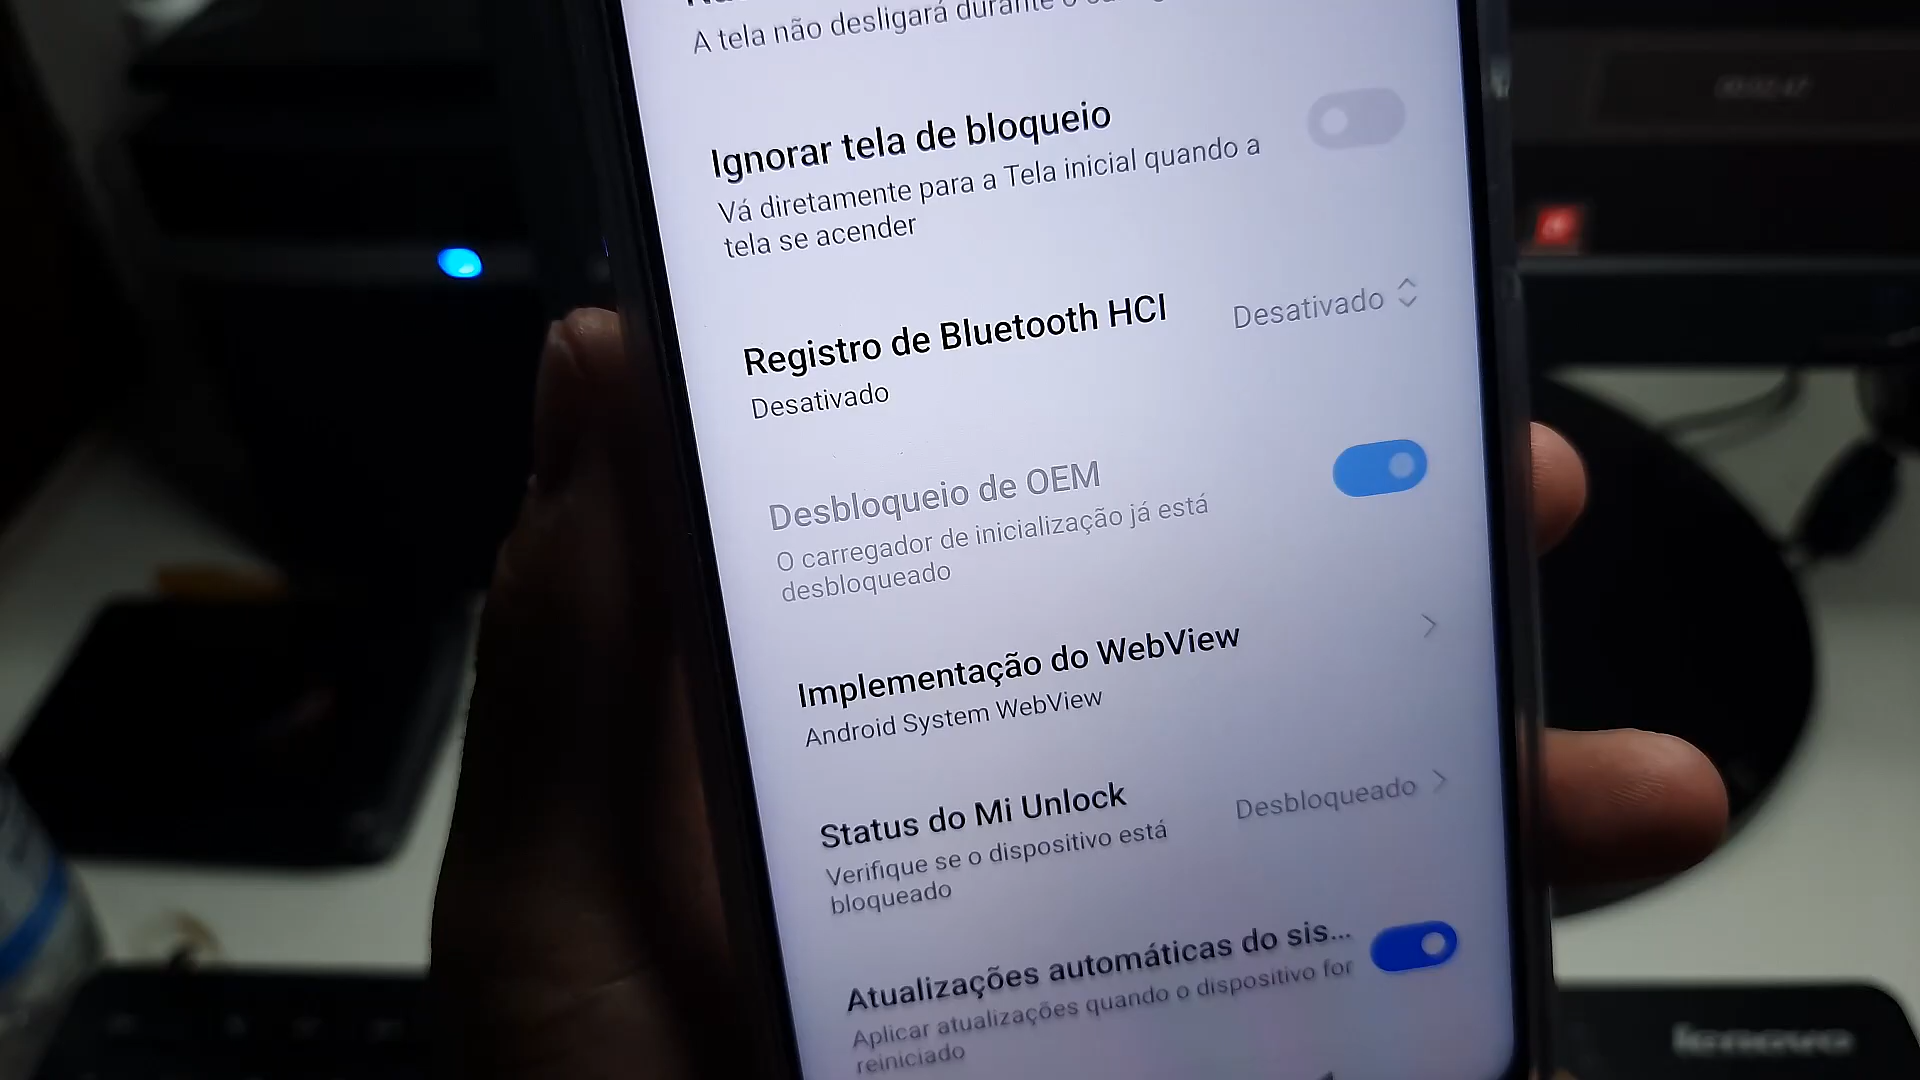 A tela não desligará durante o
Ignorar tela de bloqueio
Vá diretamente para a Tela inicial quando a
tela se acender
Registro de Bluetooth HCI
Desativado
Desativado
Desbloqueio de OEM
O carregador de inicialização já está
desbloqueado
Implementação do WebView
Android System WebView
Status do Mi Unlock
Desbloqueado
Verifique se o dispositivo está
bloqueado
Atualizações automáticas do sis...
Aplicar atualizações quando o dispositivo for
reiniciado
lenovo